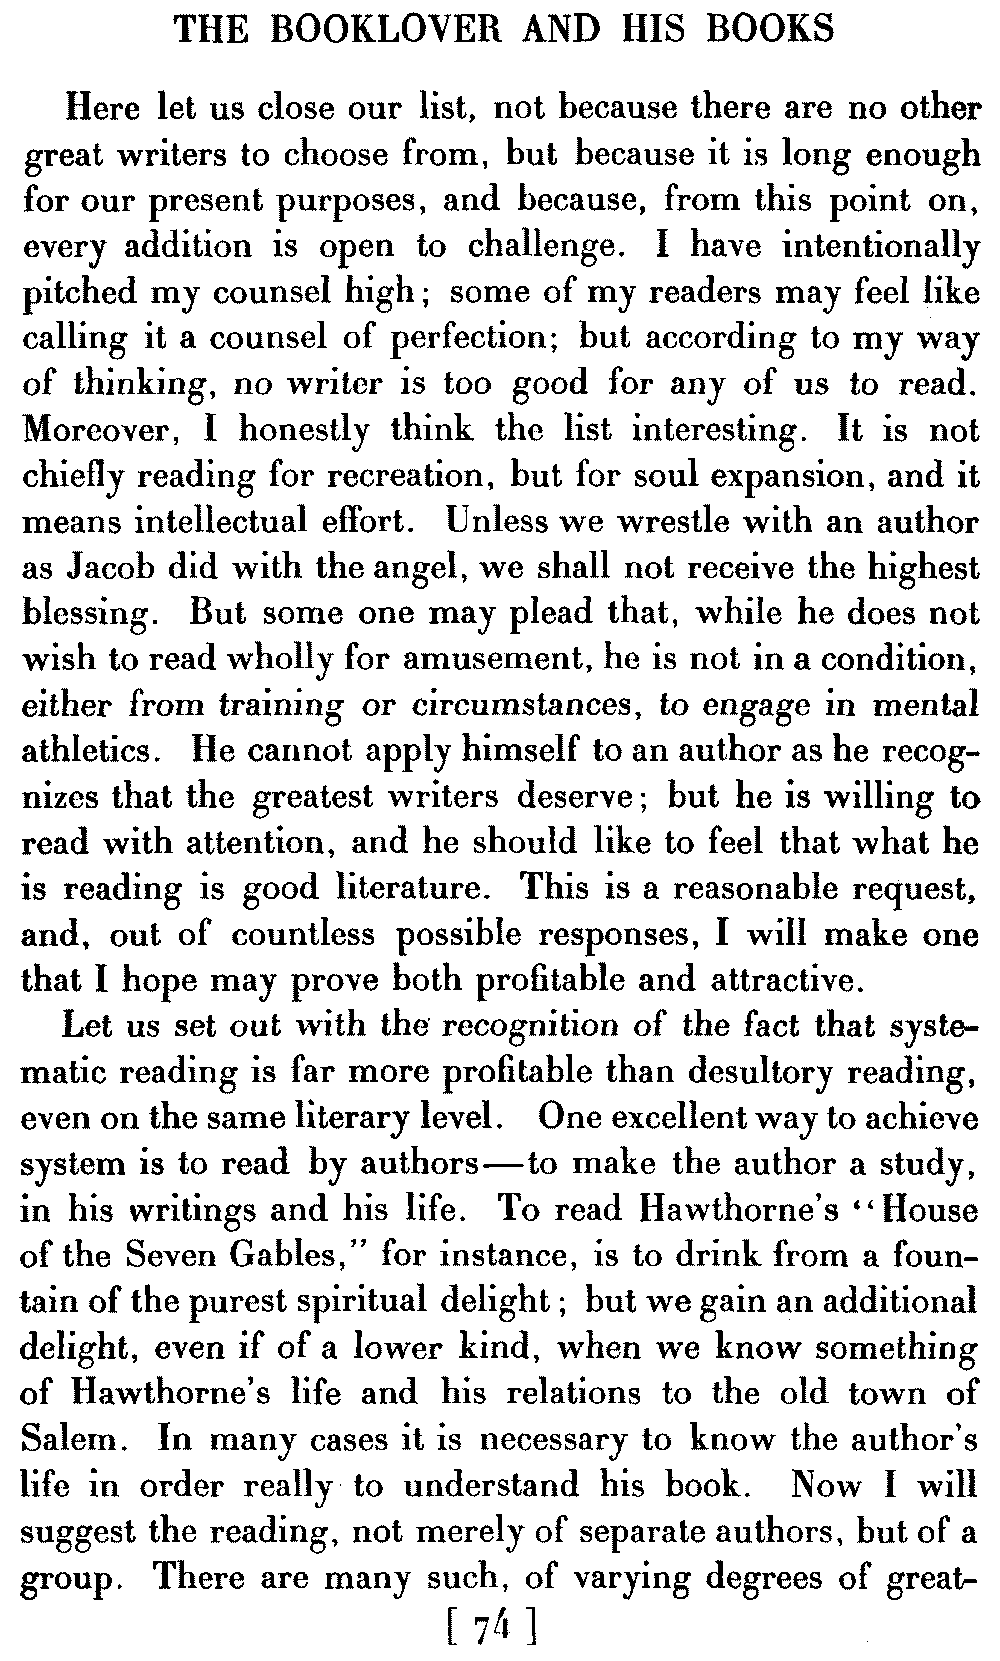 THE BOOKLOVER AND HIS BOOKS
Here let us close our list, not because there are no other
great writers to choose from, but because it is long enough
for our present purposes, and because, from this point on,
every addition is open to challenge. I have intentionally
pitched my counsel high; some of my readers may feel like
calling it a counsel of perfection; but according to my way
of thinking, no writer is too good for any of us to read.
Moreover, I honestly think the list interesting. It is not
chiefly reading for recreation, but for soul expansion, and it
means intellectual effort. Unless we wrestle with an author
as Jacob did with the angel, we shall not receive the highest
blessing. But some one may plead that, while he does not
wish to read wholly for amusement, he is not in a condition,
either from training or circumstances, to engage in mental
athletics. He cannot apply himself to an author as he recog-
nizes that the greatest writers deserve; but he is willing to
read with attention, and he should like to feel that what he
is reading is good literature. This is a reasonable request,
and, out of countless possible responses, I will make one
that I hope may prove both profitable and attractive.
Let us set out with the recognition of the fact that syste-
matic reading is far more profitable than desultory reading,
even on the same literary level. One excellent way to achieve
system is to read by authors—to make the author a study,
in his writings and his life. To read Hawthorne's “House
of the Seven Gables,” for instance, is to drink from a foun-
tain of the purest spiritual delight; but we gain an additional
delight, even if of a lower kind, when we know something
of Hawthorne's life and his relations to the old town of
Salem. In many cases it is necessary to know the author's
life in order really to understand his book. Now I will
suggest the reading, not merely of separate authors, but of a
group. There are many such, of varying degrees of great-
[ 74 ]